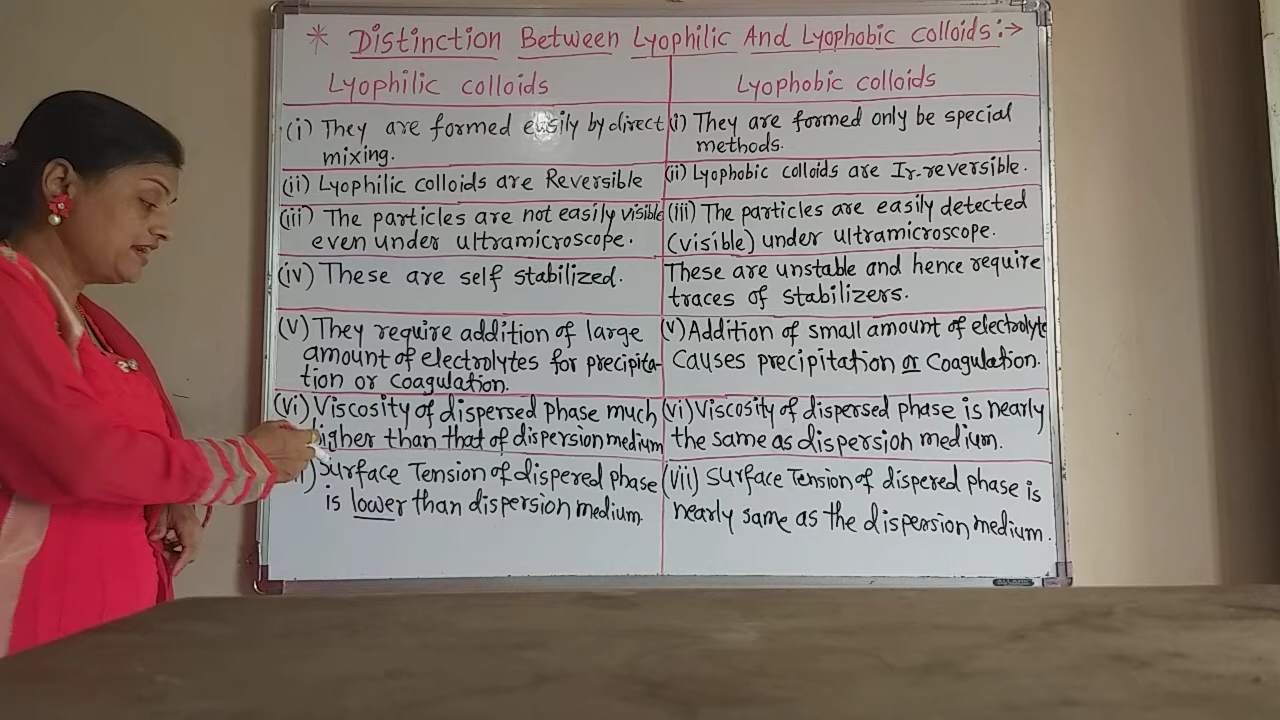 * Distinction Between Lyophilic And Lyophobic colloids:→
Lyophilic colloids
(i) They are formed easily by direct
mixing.
(ii) Lyophilic colloids are Reversible
(iii) The particles are not easily visible
even under ultramicroscope.
(iv) These are self stabilized.
(v) They require addition of large
amount of electrolytes for precipita-
tion or coagulation.
(vi) Viscosity of dispersed phase much
higher than that of dispersion medium
Surface Tension of dispered phase
is lower than dispersion medium.
Lyophobic colloids
(i) They are formed only be special
methods.
(ii) Lyophobic colloids are Ir-reversible.
(iii) The particles are easily detected
(visible) under ultramicroscope.
These are unstable and hence require
traces of stabilizers.
(v) Addition of small amount of electrolyte
causes precipitation or coagulation.
(vi) Viscosity of dispersed phase is nearly
the same as dispersion medium.
(vii) Surface Tension of dispered phase is
nearly same as the dispersion medium.